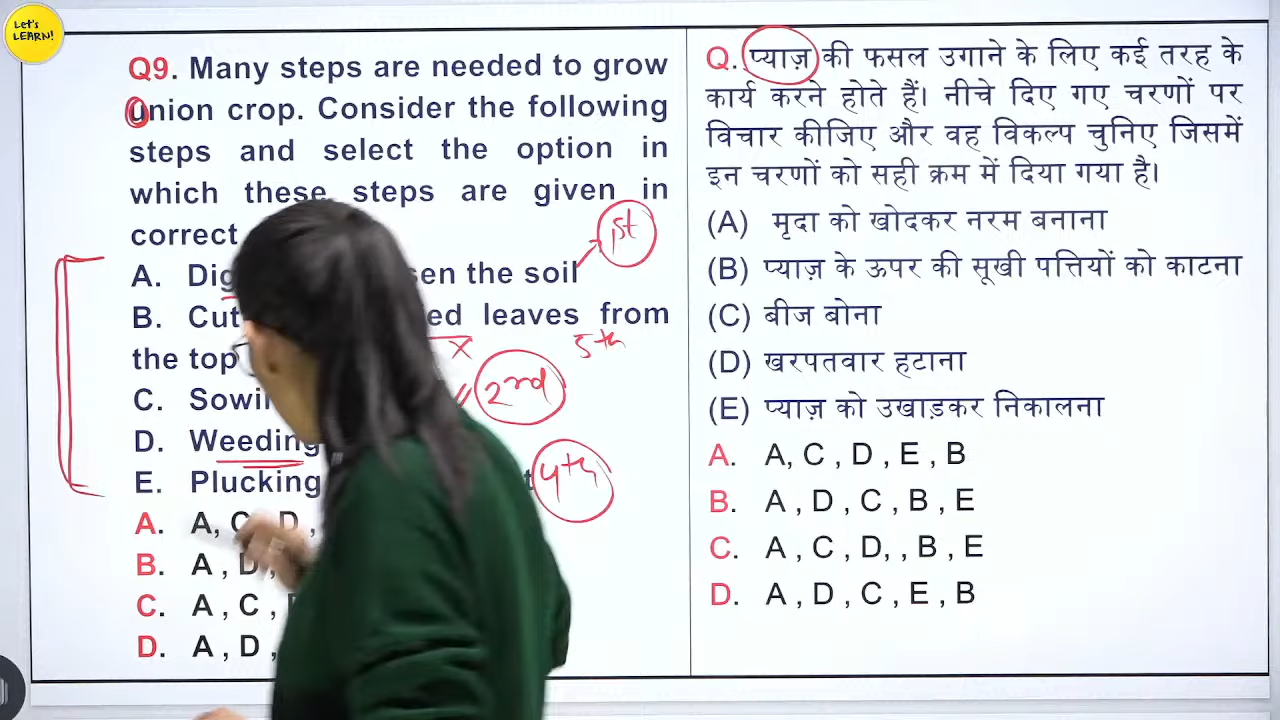 Let's
LEARN!
Q9. Many steps are needed to grow
union crop. Consider the following
steps and select the option in
which these steps are given in
correct
A. Dig sen the soil
1st
B. Cut ed leaves from
the top
x 5th
C. Sowin
2nd
D. Weeding
E. Plucking t
4th
A. A, C , D ,
B. A , D ,
C. A , C ,
D. A , D ,
Q. प्याज़ की फसल उगाने के लिए कई तरह के
कार्य करने होते हैं। नीचे दिए गए चरणों पर
विचार कीजिए और वह विकल्प चुनिए जिसमें
इन चरणों को सही क्रम में दिया गया है।
(A) मृदा को खोदकर नरम बनाना
(B) प्याज़ के ऊपर की सूखी पत्तियों को काटना
(C) बीज बोना
(D) खरपतवार हटाना
(E) प्याज़ को उखाड़कर निकालना
A. A, C , D , E , B
B. A , D , C , B , E
C. A , C , D, , B , E
D. A , D , C , E , B